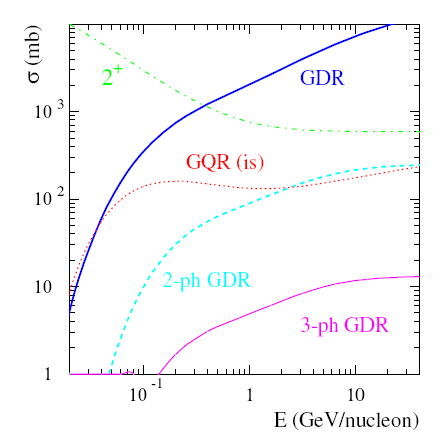 σ (mb)
2⁺
GDR
10³
GQR (is)
10²
2-ph GDR
10
3-ph GDR
1
10⁻¹ 1 10
E (GeV/nucleon)